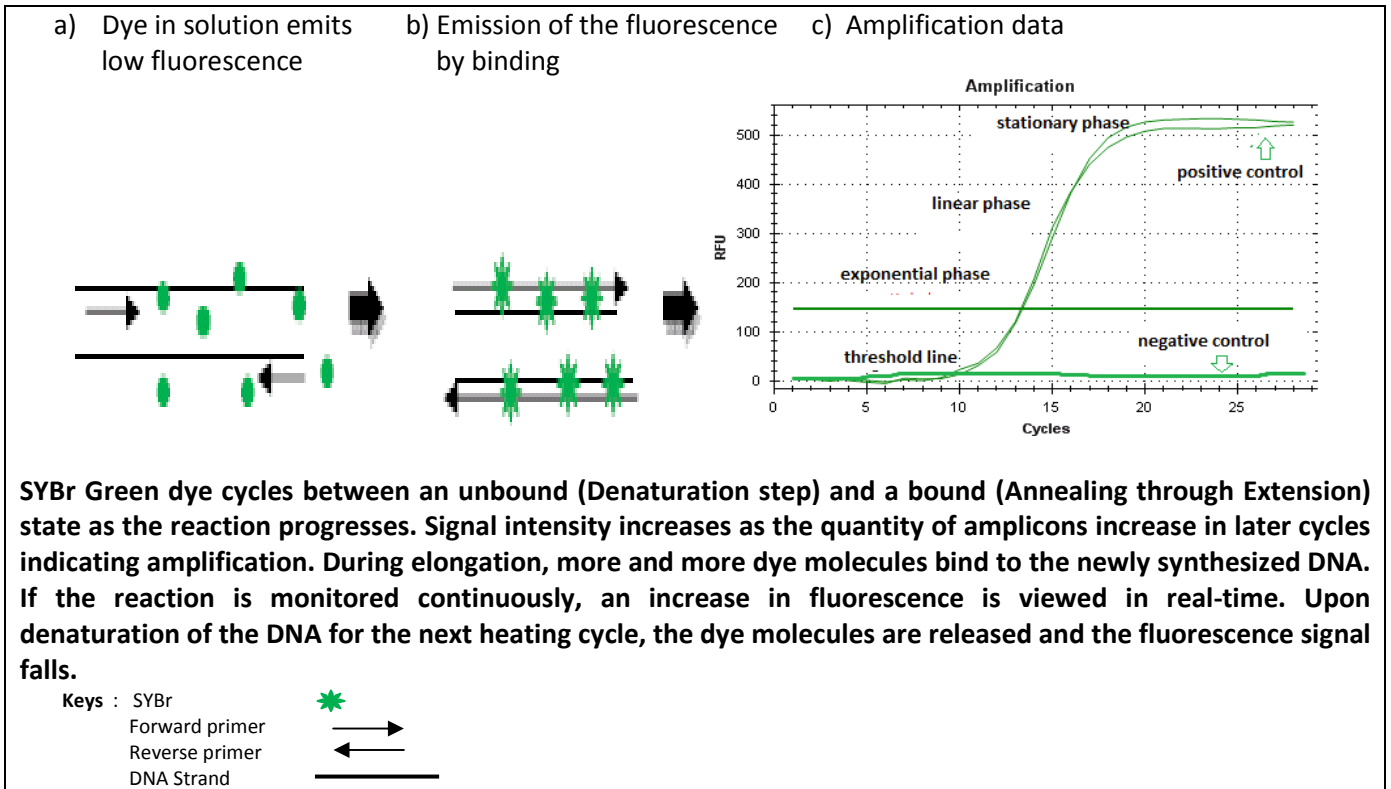 a) Dye in solution emits
low fluorescence
b) Emission of the fluorescence
by binding
c) Amplification data
Amplification
500
400
300
200
100
0
RFU
stationary phase
positive control
linear phase
exponential phase
negative control
threshold line
0 5 10 15 20 25
Cycles
SYBr Green dye cycles between an unbound (Denaturation step) and a bound (Annealing through Extension)
state as the reaction progresses. Signal intensity increases as the quantity of amplicons increase in later cycles
indicating amplification. During elongation, more and more dye molecules bind to the newly synthesized DNA.
If the reaction is monitored continuously, an increase in fluorescence is viewed in real-time. Upon
denaturation of the DNA for the next heating cycle, the dye molecules are released and the fluorescence signal
falls.
Keys : SYBr
Forward primer
Reverse primer
DNA Strand